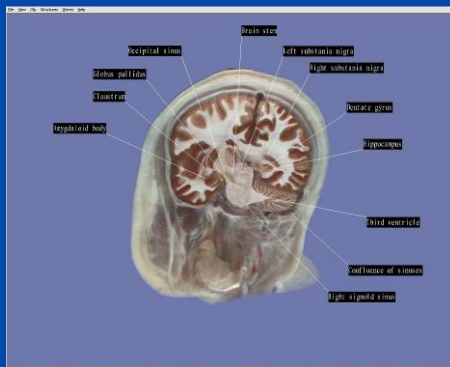 File View Clip Structures Stereo Help
Brain stem
Occipital sinus
Left substania nigra
Globus pallidus
Right substania nigra
Claustrum
Dentate gyrus
Amygdaloid body
Hippocampus
Third ventricle
Confluence of sinuses
Right sigmoid sinus